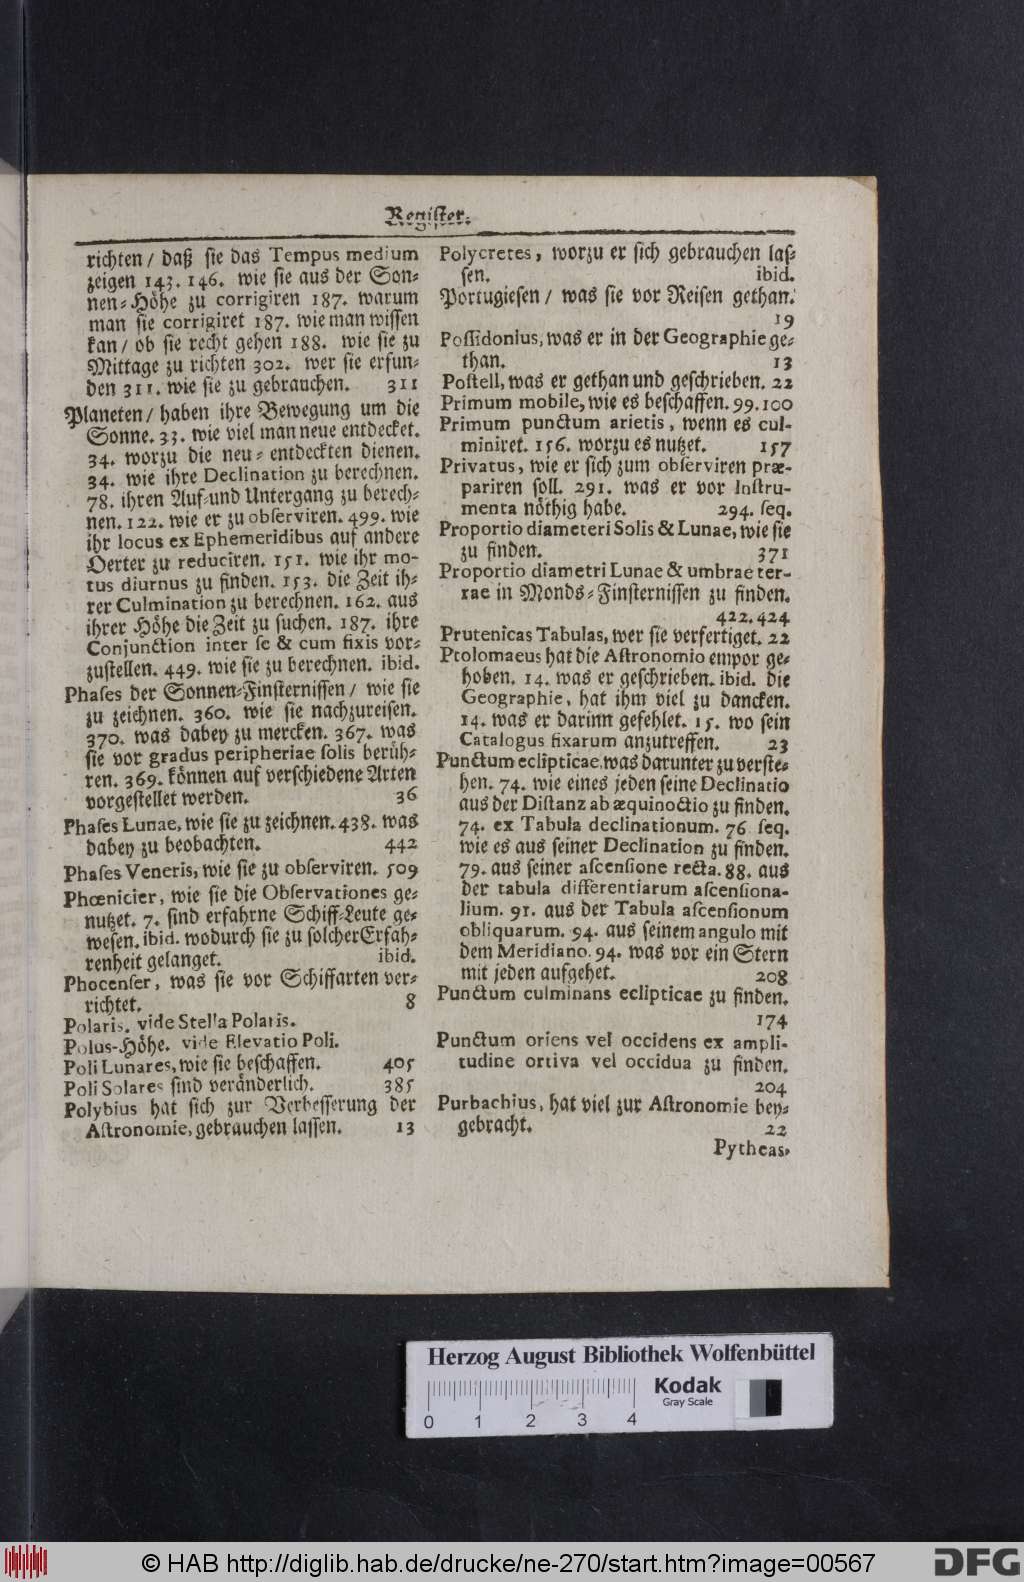 Register.
richten / daß sie das Tempus medium
zeigen 143. 146. wie sie aus der Son-
nen-Höhe zu corrigiren 187. warum
man sie corrigiret 187. wie man wissen
kan / ob sie recht gehen 188. wie sie zu
Mittage zu richten 302. wer sie erfun-
den 311. wie sie zu gebrauchen. 311
Planeten / haben ihre Bewegung um die
Sonne. 33. wie viel man neue entdecket.
34. worzu die neu-entdeckten dienen.
34. wie ihre Declination zu berechnen.
78. ihren Auf-und Untergang zu berech-
nen. 122. wie er zu observiren. 499. wie
ihr locus ex Ephemeridibus auf andere
Oerter zu reduciren. 151. wie ihr mo-
tus diurnus zu finden. 153. die Zeit ih-
rer Culmination zu berechnen. 162. aus
ihrer Höhe die Zeit zu suchen. 187. ihre
Conjunction inter se & cum fixis vor-
zustellen. 449. wie sie zu berechnen. ibid.
Phases der Sonnen-Finsternissen / wie sie
zu zeichnen. 360. wie sie nachzureisen.
370. was dabey zu mercken. 367. was
sie vor gradus peripheriae solis berüh-
ren. 369. können auf verschiedene Arten
vorgestellet werden. 36
Phases Lunae, wie sie zu zeichnen. 438. was
dabey zu beobachten. 442
Phases Veneris, wie sie zu observiren. 509
Phœnicier, wie sie die Observationes ge-
nutzet. 7. sind erfahrne Schiff-Leute ge-
wesen. ibid. wodurch sie zu solcher Erfah-
renheit gelanget. ibid.
Phocenser, was sie vor Schiffarten ver-
richtet. 8
Polaris. vide Stella Polaris.
Polus-Höhe. vide Elevatio Poli.
Poli Lunares, wie sie beschaffen. 405
Poli Solares sind veränderlich. 385
Polybius hat sich zur Verbesserung der
Astronomie, gebrauchen lassen. 13
Polycretes, worzu er sich gebrauchen las-
sen. ibid.
Portugiesen / was sie vor Reisen gethan.
19
Possidonius, was er in der Geographie ge-
than. 13
Postell, was er gethan und geschrieben. 22
Primum mobile, wie es beschaffen. 99. 100
Primum punctum arietis, wenn es cul-
miniret. 156. worzu es nutzet. 157
Privatus, wie er sich zum observiren præ-
pariren soll. 291. was er vor Instru-
menta nöthig habe. 294. seq.
Proportio diameteri Solis & Lunae, wie sie
zu finden. 371
Proportio diametri Lunae & umbrae ter-
rae in Monds-Finsternissen zu finden.
422. 424
Prutenicas Tabulas, wer sie verfertiget. 22
Ptolomaeus hat die Astronomio empor ge-
hoben. 14. was er geschrieben. ibid. die
Geographie, hat ihm viel zu dancken.
14. was er darinn gefehlet. 15. wo sein
Catalogus fixarum anzutreffen. 23
Punctum eclipticae, was darunter zu verste-
hen. 74. wie eines jeden seine Declinatio
aus der Distanz ab æquinoctio zu finden.
74. ex Tabula declinationum. 76 seq.
wie es aus seiner Declination zu finden.
79. aus seiner ascensione recta. 88. aus
der tabula differentiarum ascensiona-
lium. 91. aus der Tabula ascensionum
obliquarum. 94. aus seinem angulo mit
dem Meridiano. 94. was vor ein Stern
mit jeden aufgehet. 208
Punctum culminans eclipticae zu finden.
174
Punctum oriens vel occidens ex ampli-
tudine ortiva vel occidua zu finden.
204
Purbachius, hat viel zur Astronomie bey-
gebracht. 22
Pytheas,
Herzog August Bibliothek Wolfenbüttel
Kodak
Gray Scale
0 1 2 3 4
© HAB http://diglib.hab.de/drucke/ne-270/start.htm?image=00567
DFG